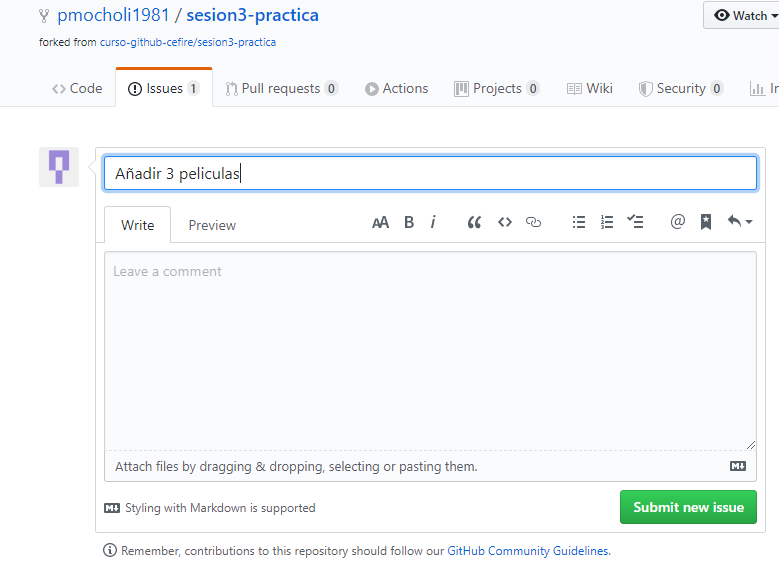 pmocholi1981 / sesion3-practica
Watch
forked from curso-github-cefire/sesion3-practica
Code Issues 1 Pull requests 0 Actions Projects 0 Wiki Security 0 In
Añadir 3 peliculas
Write Preview AA B i “ <> @
Leave a comment
Attach files by dragging & dropping, selecting or pasting them.
Styling with Markdown is supported
Submit new issue
Remember, contributions to this repository should follow our GitHub Community Guidelines.